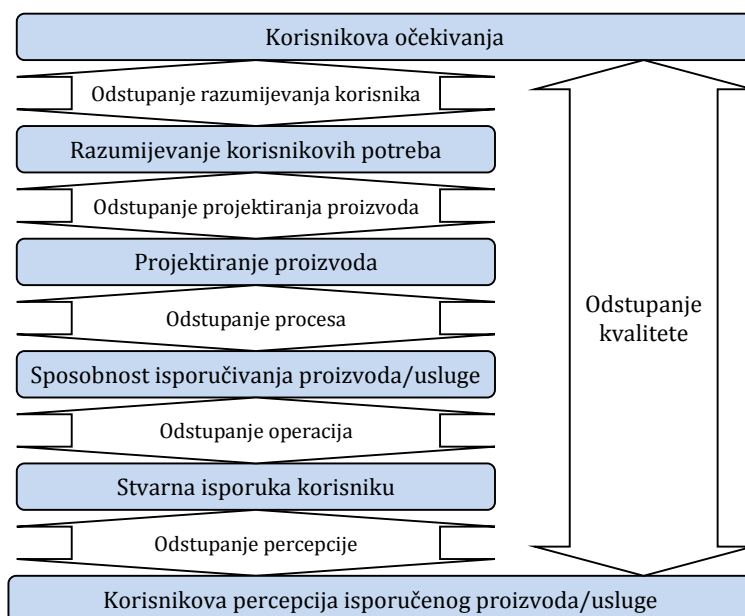 Korisnikova očekivanja
Odstupanje razumijevanja korisnika
Razumijevanje korisnikovih potreba
Odstupanje projektiranja proizvoda
Projektiranje proizvoda
Odstupanje procesa
Sposobnost isporučivanja proizvoda/usluge
Odstupanje operacija
Stvarna isporuka korisniku
Odstupanje percepcije
Korisnikova percepcija isporučenog proizvoda/usluge
Odstupanje
kvalitete